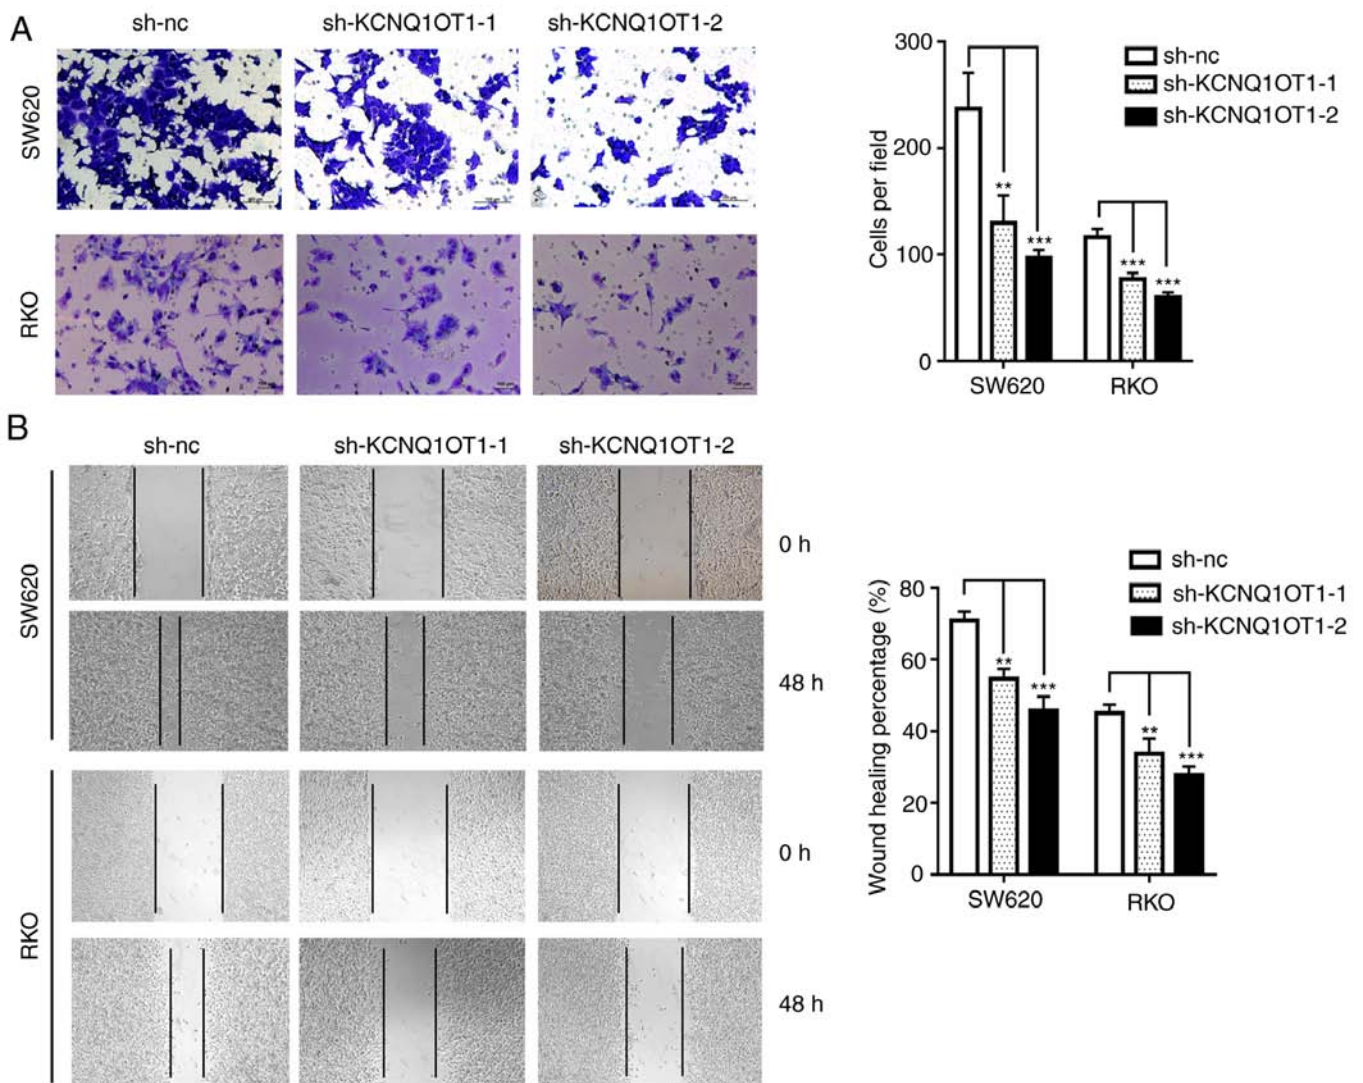 A
sh-nc
sh-KCNQ1OT1-1
sh-KCNQ1OT1-2
SW620
RKO
300
200
100
0
Cells per field
sh-nc
sh-KCNQ1OT1-1
sh-KCNQ1OT1-2
**
***
***
***
SW620
RKO
B
sh-nc
sh-KCNQ1OT1-1
sh-KCNQ1OT1-2
SW620
0 h
48 h
RKO
0 h
48 h
80
60
40
20
0
Wound healing percentage (%)
sh-nc
sh-KCNQ1OT1-1
sh-KCNQ1OT1-2
**
***
**
***
SW620
RKO